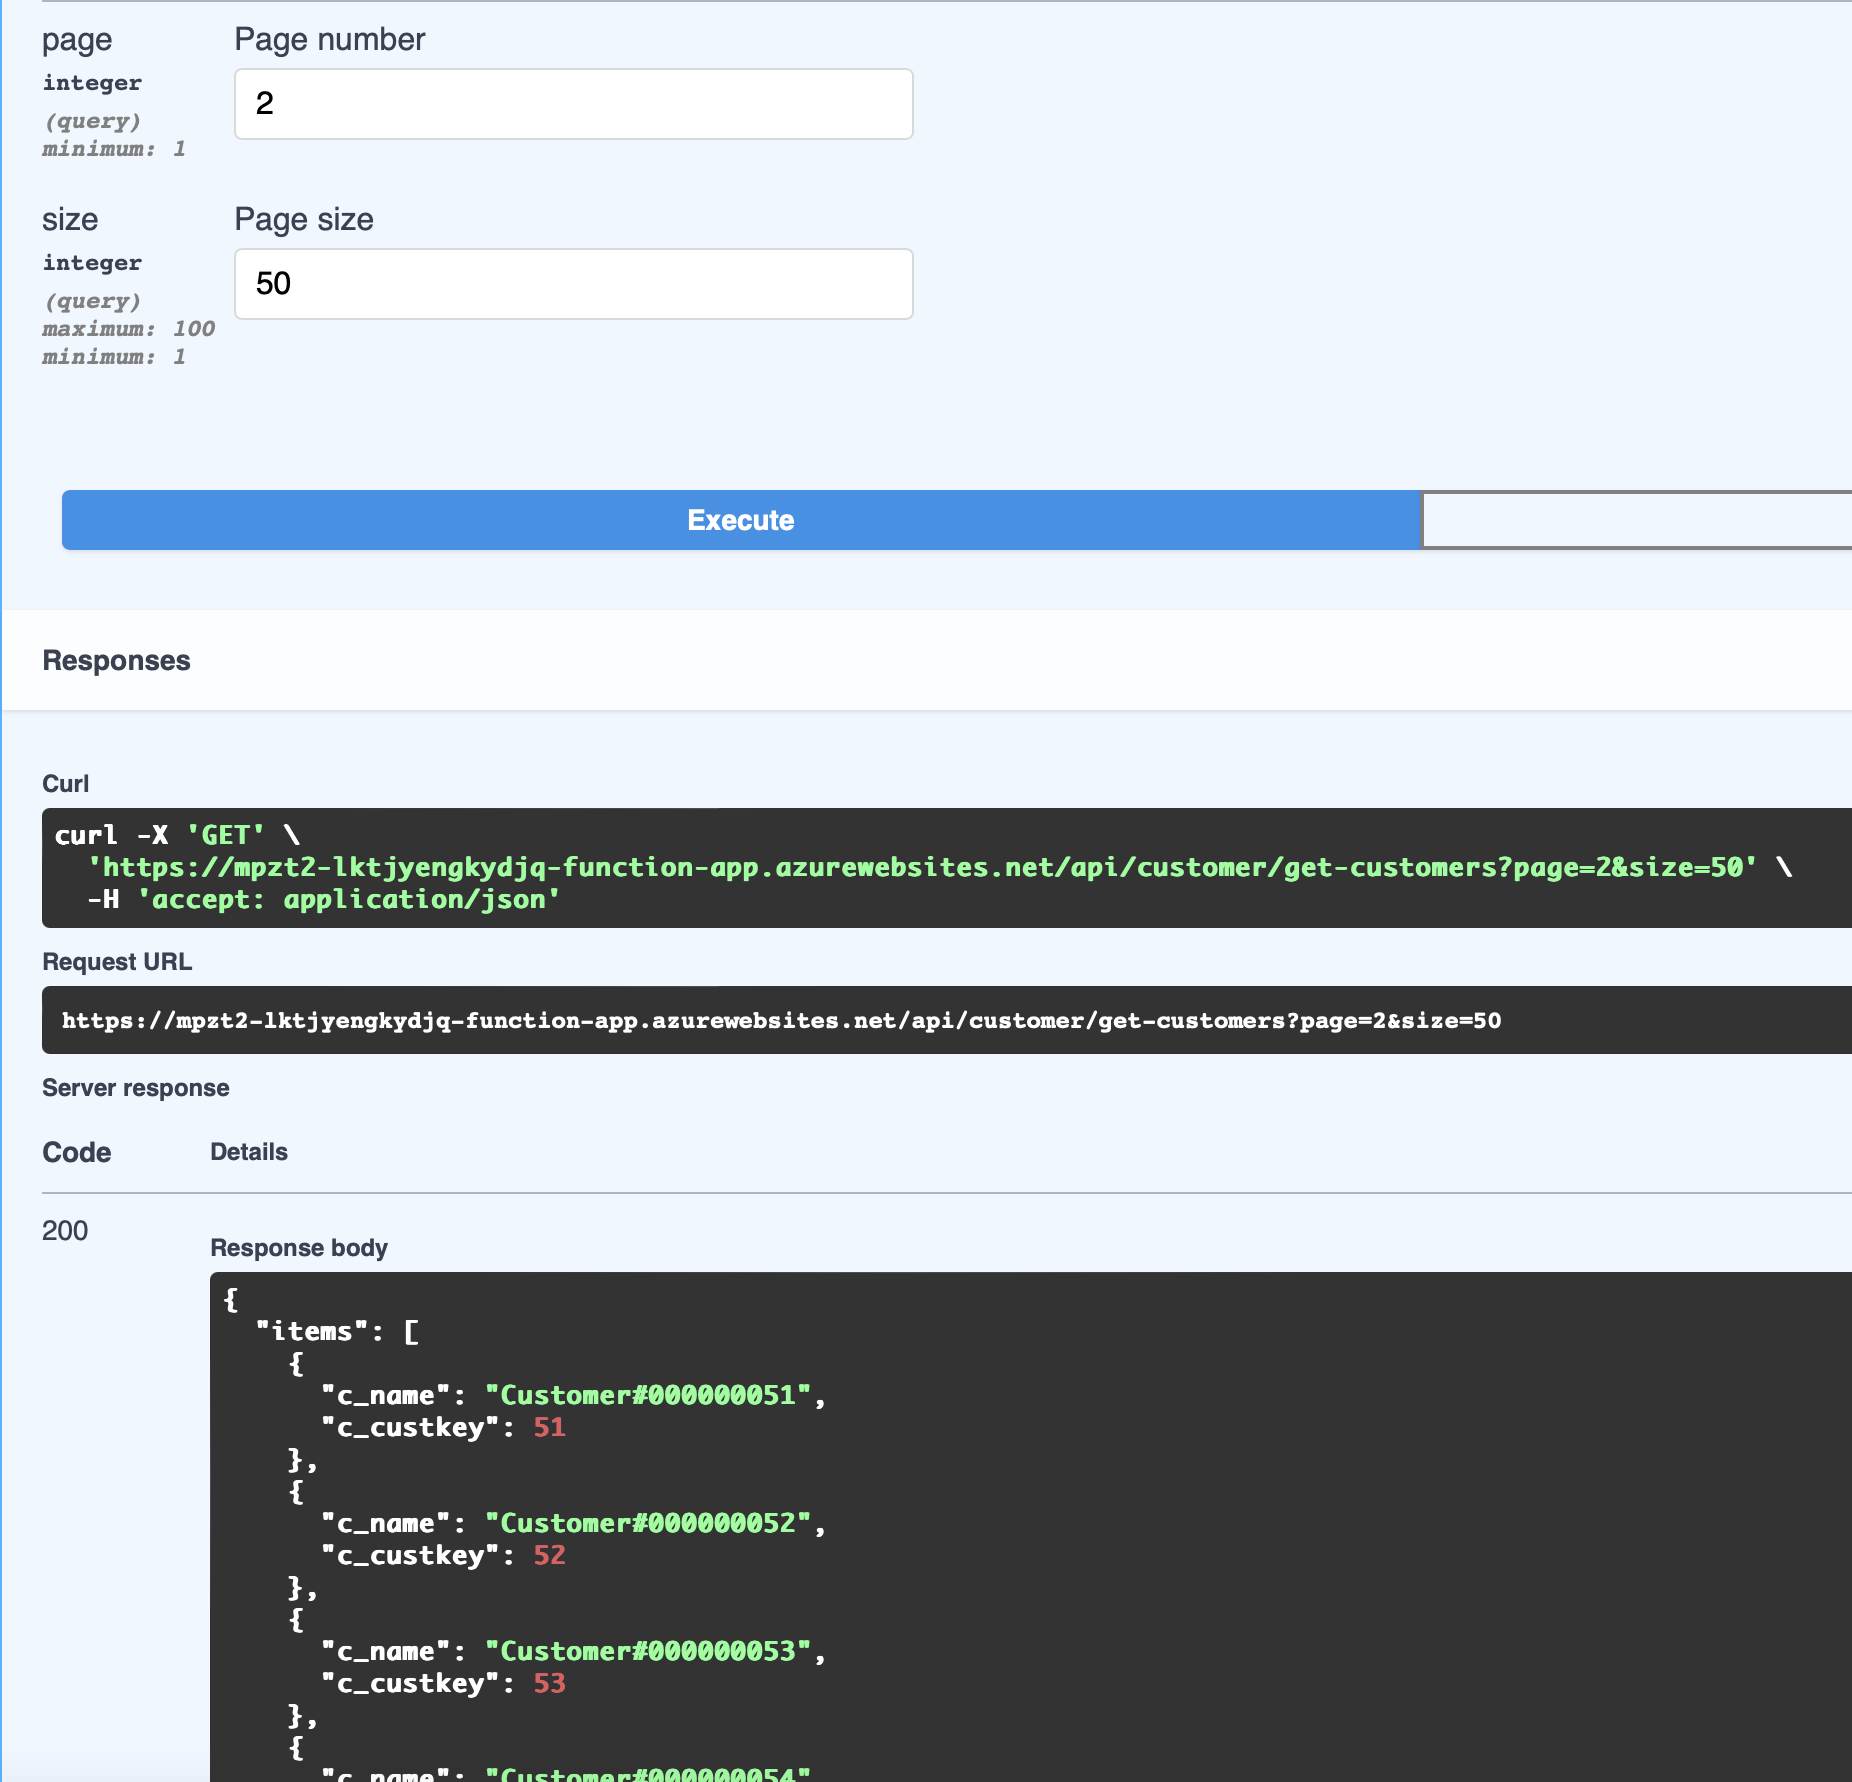 page Page number
integer
2
(query)
minimum: 1
size Page size
integer
50
(query)
maximum: 100
minimum: 1
Execute
Responses
Curl
curl -X 'GET' \
  'https://mpzt2-lktjyengkydjq-function-app.azurewebsites.net/api/customer/get-customers?page=2&size=50' \
  -H 'accept: application/json'
Request URL
https://mpzt2-lktjyengkydjq-function-app.azurewebsites.net/api/customer/get-customers?page=2&size=50
Server response
Code Details
200
Response body
{
  "items": [
    {
      "c_name": "Customer#000000051",
      "c_custkey": 51
    },
    {
      "c_name": "Customer#000000052",
      "c_custkey": 52
    },
    {
      "c_name": "Customer#000000053",
      "c_custkey": 53
    },
    {
      "c_name": "Customer#000000054"